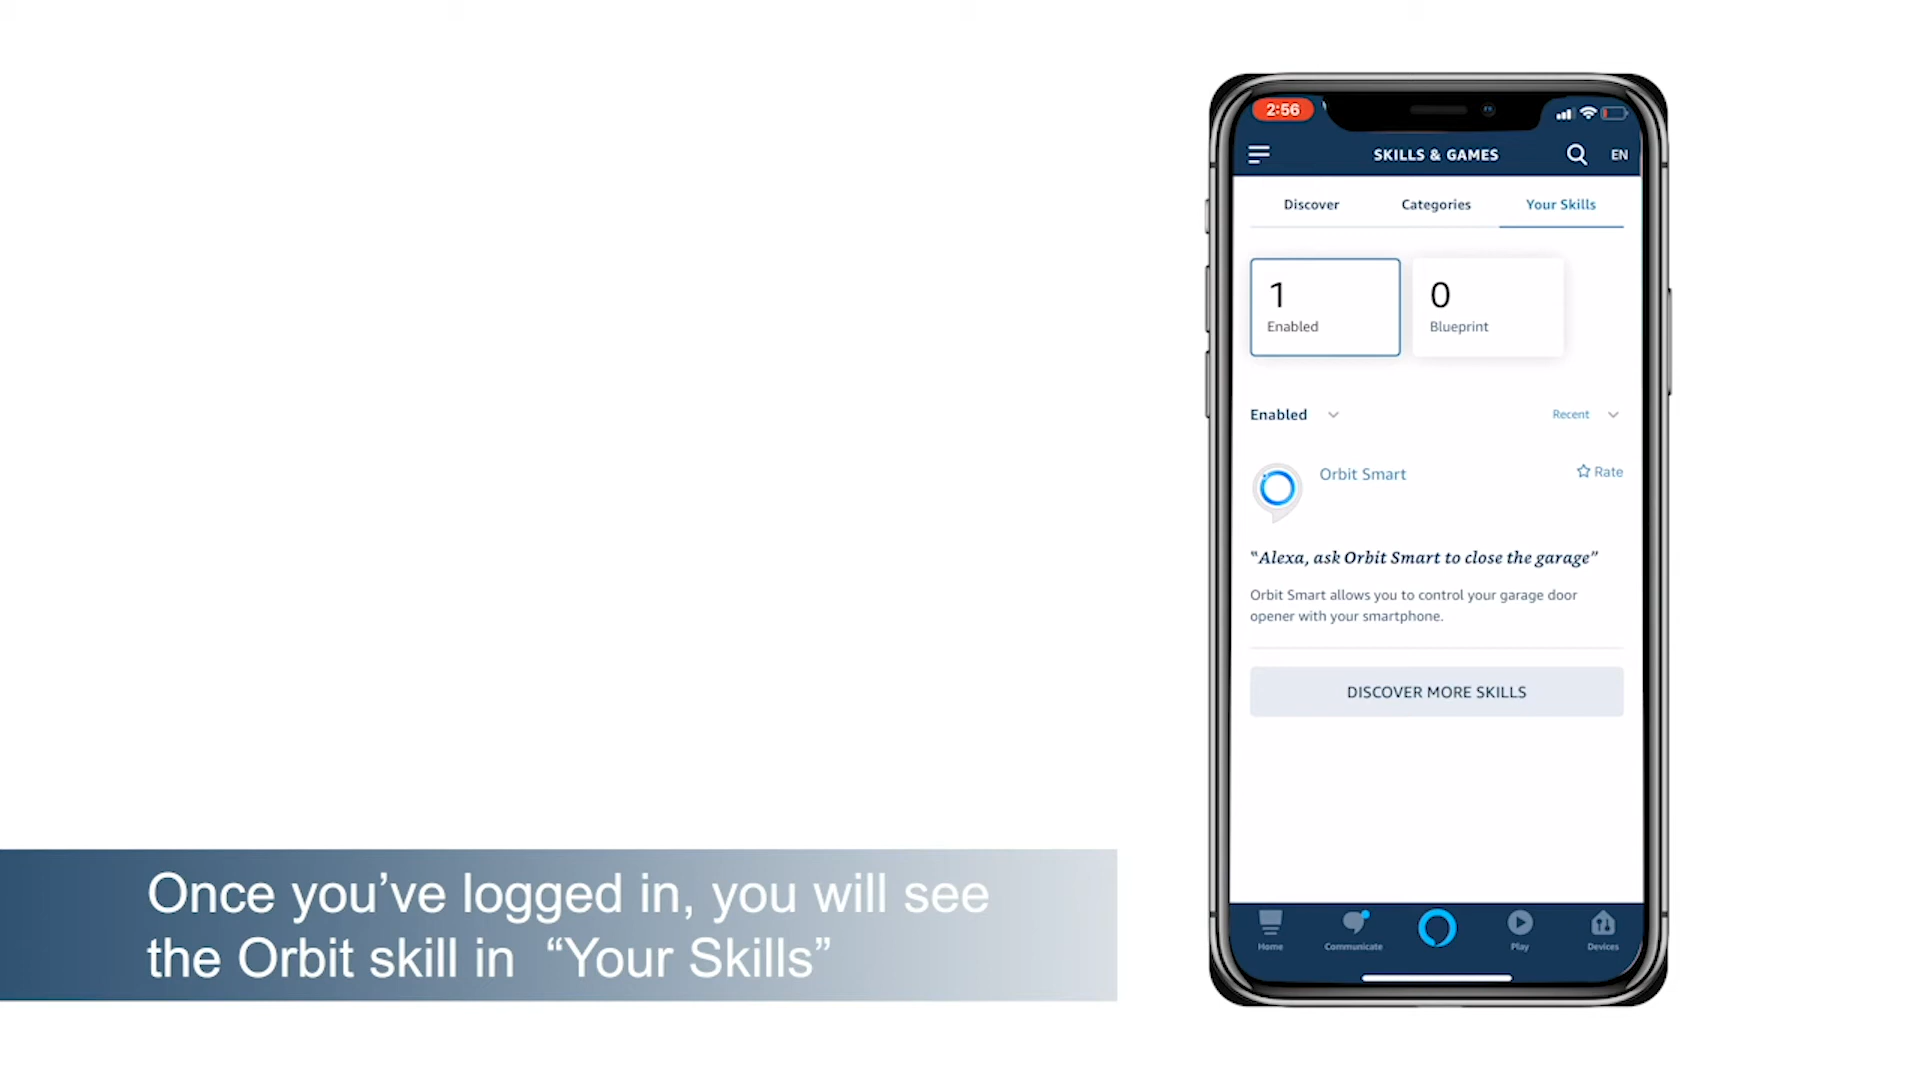 2:56
SKILLS & GAMES
EN
Discover Categories Your Skills
1 0
Enabled Blueprint
Enabled Recent
Orbit Smart Rate
“Alexa, ask Orbit Smart to close the garage”
Orbit Smart allows you to control your garage door
opener with your smartphone.
DISCOVER MORE SKILLS
Home Communicate Play Devices
Once you’ve logged in, you will see
the Orbit skill in “Your Skills”